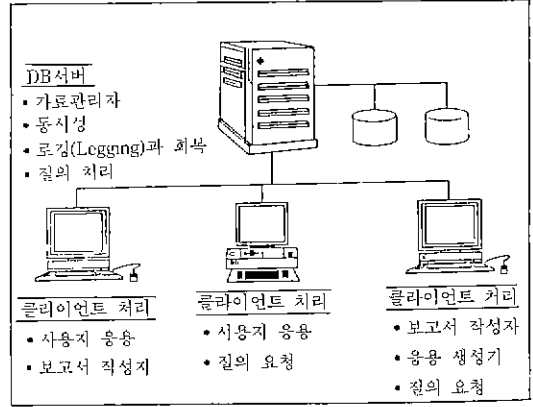 DB서버
• 가료관리자
• 동시성
• 로깅(Logging)과 회복
• 질의 처리
클라이언트 처리
• 사용자 응용
• 보고서 작성자
클라이언트 처리
• 사용자 응용
• 질의 요청
클라이언트 처리
• 보고서 작성자
• 응용 생성기
• 질의 요청